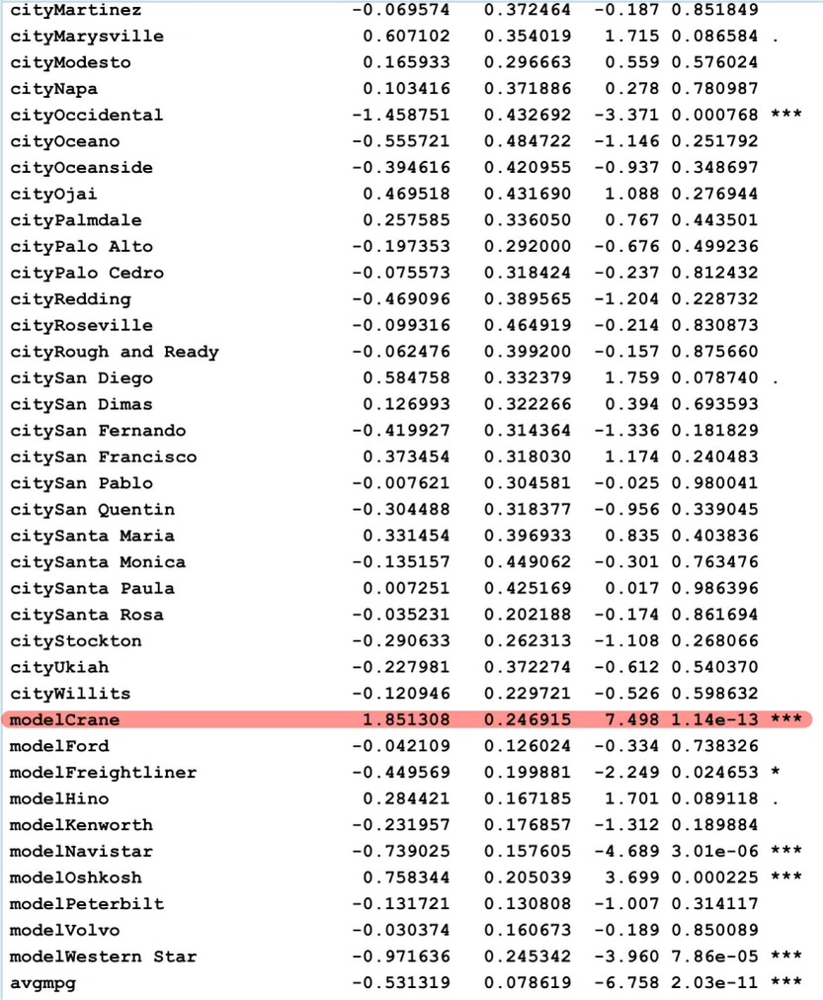 cityMartinez -0.069574 0.372464 -0.187 0.851849
cityMarysville 0.607102 0.354019 1.715 0.086584 .
cityModesto 0.165933 0.296663 0.559 0.576024
cityNapa 0.103416 0.371886 0.278 0.780987
cityOccidental -1.458751 0.432692 -3.371 0.000768 ***
cityOceano -0.555721 0.484722 -1.146 0.251792
cityOceanside -0.394616 0.420955 -0.937 0.348697
cityOjai 0.469518 0.431690 1.088 0.276944
cityPalmdale 0.257585 0.336050 0.767 0.443501
cityPalo Alto -0.197353 0.292000 -0.676 0.499236
cityPalo Cedro -0.075573 0.318424 -0.237 0.812432
cityRedding -0.469096 0.389565 -1.204 0.228732
cityRoseville -0.099316 0.464919 -0.214 0.830873
cityRough and Ready -0.062476 0.399200 -0.157 0.875660
citySan Diego 0.584758 0.332379 1.759 0.078740 .
citySan Dimas 0.126993 0.322266 0.394 0.693593
citySan Fernando -0.419927 0.314364 -1.336 0.181829
citySan Francisco 0.373454 0.318030 1.174 0.240483
citySan Pablo -0.007621 0.304581 -0.025 0.980041
citySan Quentin -0.304488 0.318377 -0.956 0.339045
citySanta Maria 0.331454 0.396933 0.835 0.403836
citySanta Monica -0.135157 0.449062 -0.301 0.763476
citySanta Paula 0.007251 0.425169 0.017 0.986396
citySanta Rosa -0.035231 0.202188 -0.174 0.861694
cityStockton -0.290633 0.262313 -1.108 0.268066
cityUkiah -0.227981 0.372274 -0.612 0.540370
cityWillits -0.120946 0.229721 -0.526 0.598632
modelCrane 1.851308 0.246915 7.498 1.14e-13 ***
modelFord -0.042109 0.126024 -0.334 0.738326
modelFreightliner -0.449569 0.199881 -2.249 0.024653 *
modelHino 0.284421 0.167185 1.701 0.089118 .
modelKenworth -0.231957 0.176857 -1.312 0.189884
modelNavistar -0.739025 0.157605 -4.689 3.01e-06 ***
modelOshkosh 0.758344 0.205039 3.699 0.000225 ***
modelPeterbilt -0.131721 0.130808 -1.007 0.314117
modelVolvo -0.030374 0.160673 -0.189 0.850089
modelWestern Star -0.971636 0.245342 -3.960 7.86e-05 ***
avgmpg -0.531319 0.078619 -6.758 2.03e-11 ***